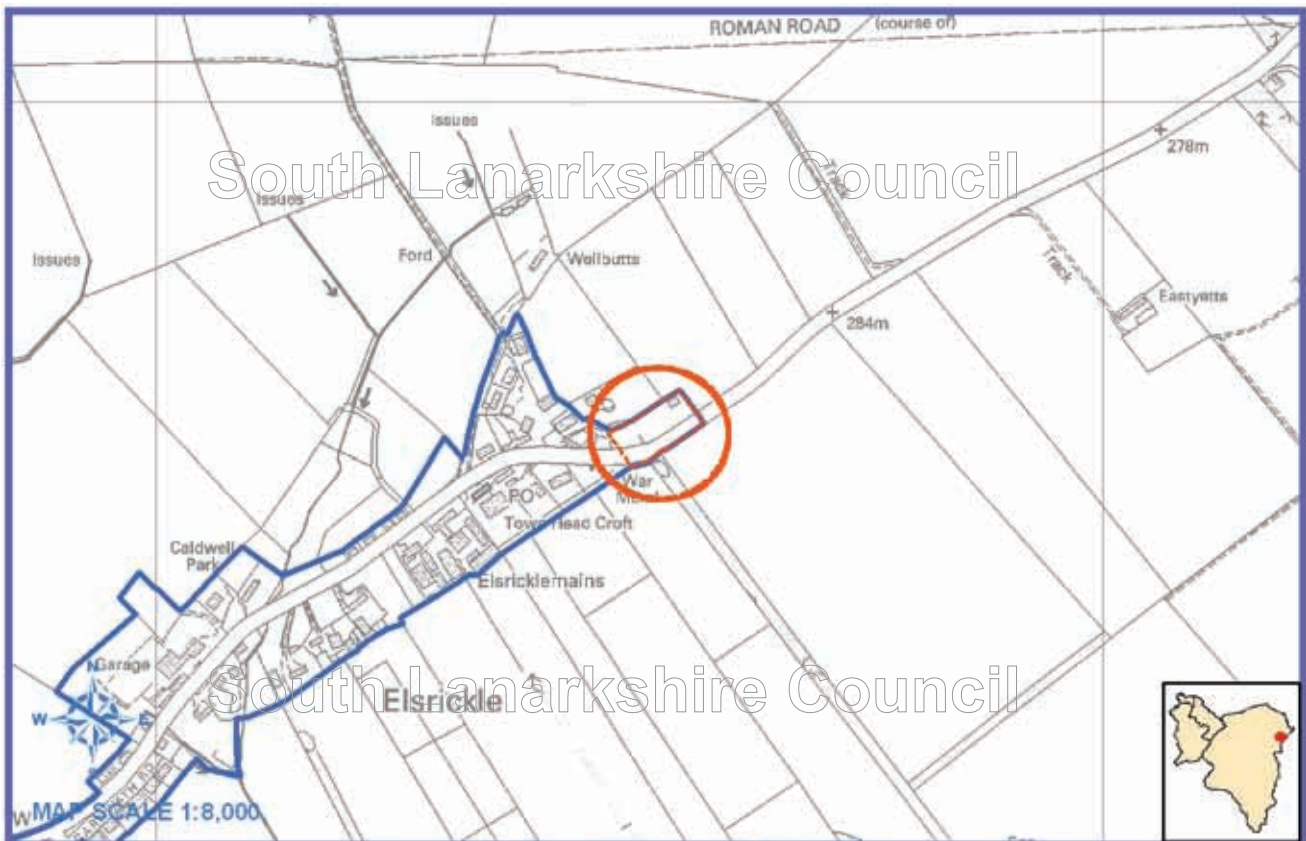 ROMAN ROAD (course of)
Issues
278m
South Lanarkshire Council
Track
Issues
Ford
Wellbutts
Issues
Track
Eastyetts
284m
War
PO
Town Head Croft
Caldwell
Park
Elsricklemains
Garage
N
South Lanarkshire Council
Elsrickle
W
E
MAP SCALE 1:8,000